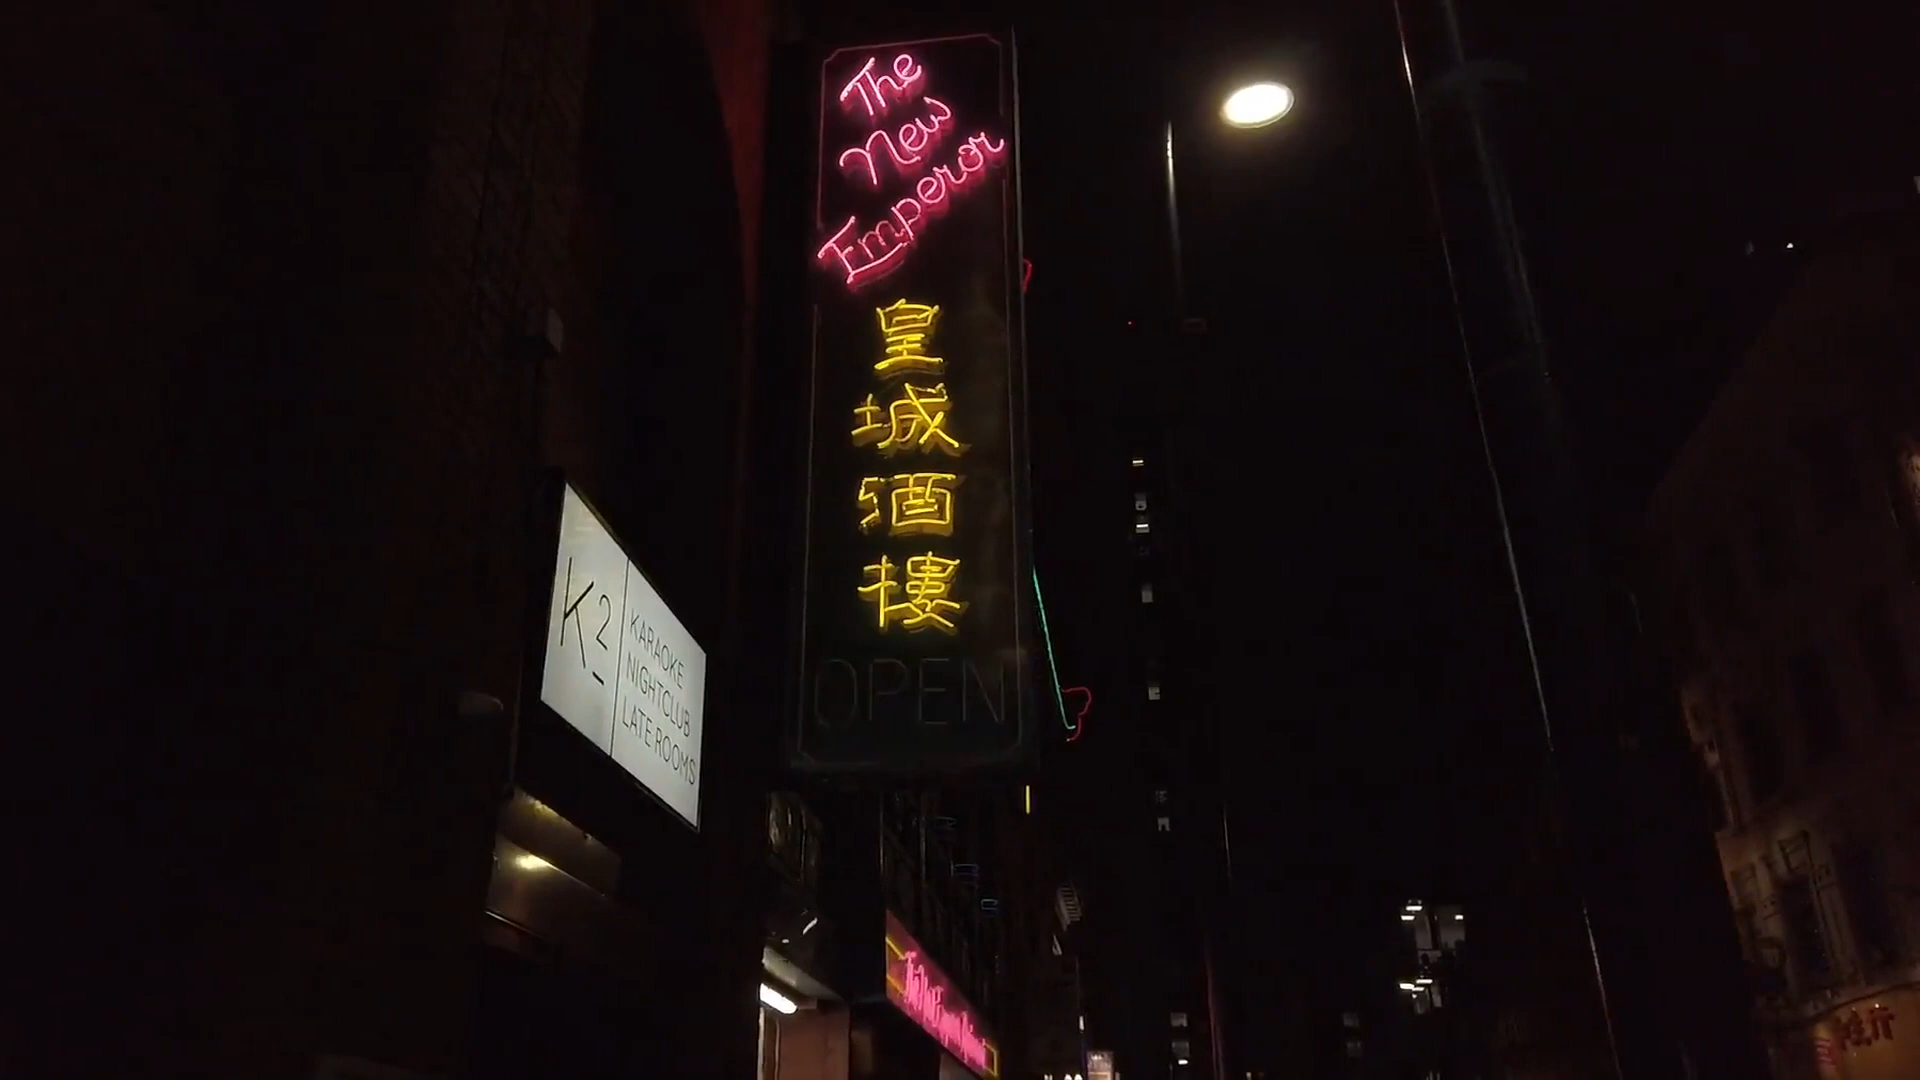 The
New
Emperor
皇
城
酒
樓
OPEN
K2
KARAOKE
NIGHTCLUB
LATE ROOMS